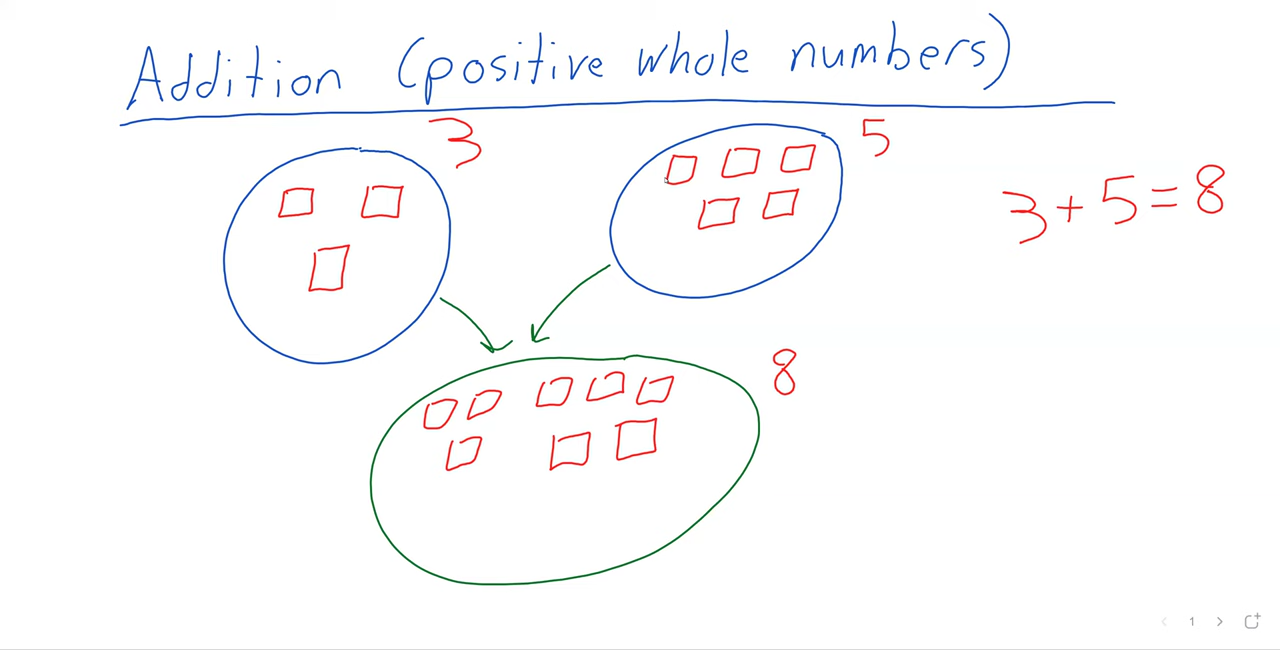 Addition (positive whole numbers)
3
5
3 + 5 = 8
8
1